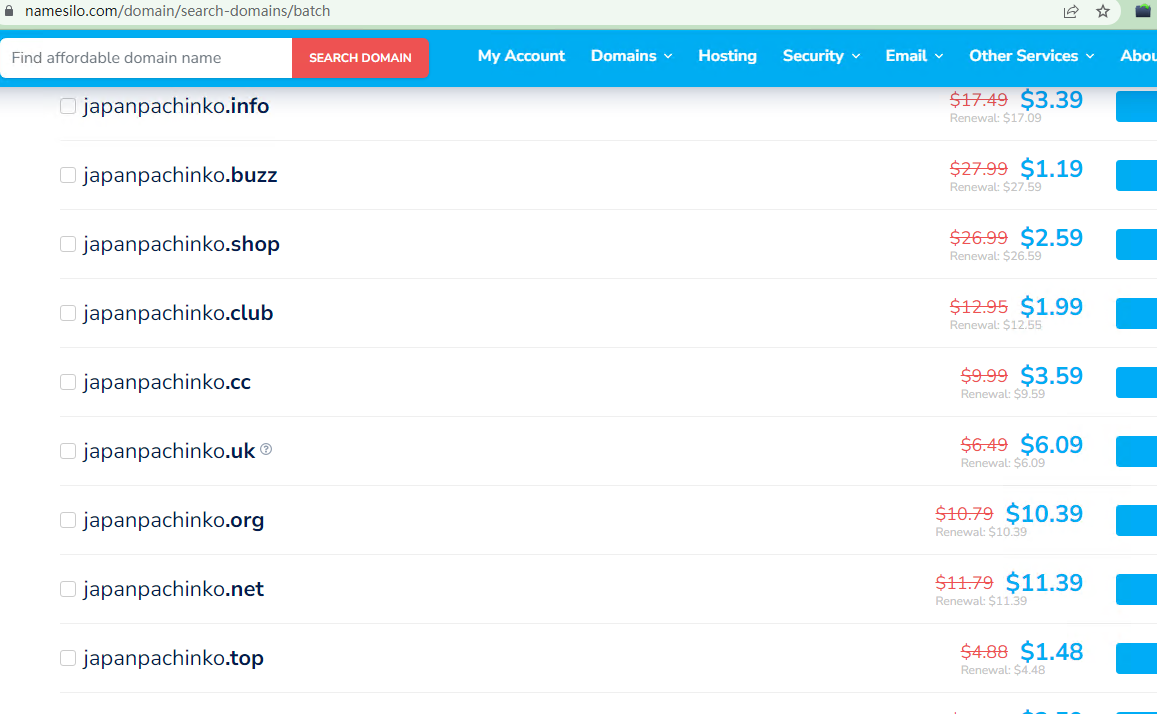 namesilo.com/domain/search-domains/batch
Find affordable domain name SEARCH DOMAIN My Account Domains Hosting Security Email Other Services Abou
japanpachinko.info $17.49 $3.39
Renewal: $17.09
japanpachinko.buzz $27.99 $1.19
Renewal: $27.59
japanpachinko.shop $26.99 $2.59
Renewal: $26.59
japanpachinko.club $12.95 $1.99
Renewal: $12.55
japanpachinko.cc $9.99 $3.59
Renewal: $9.59
japanpachinko.uk ? $6.49 $6.09
Renewal: $6.09
japanpachinko.org $10.79 $10.39
Renewal: $10.39
japanpachinko.net $11.79 $11.39
Renewal: $11.39
japanpachinko.top $4.88 $1.48
Renewal: $4.48